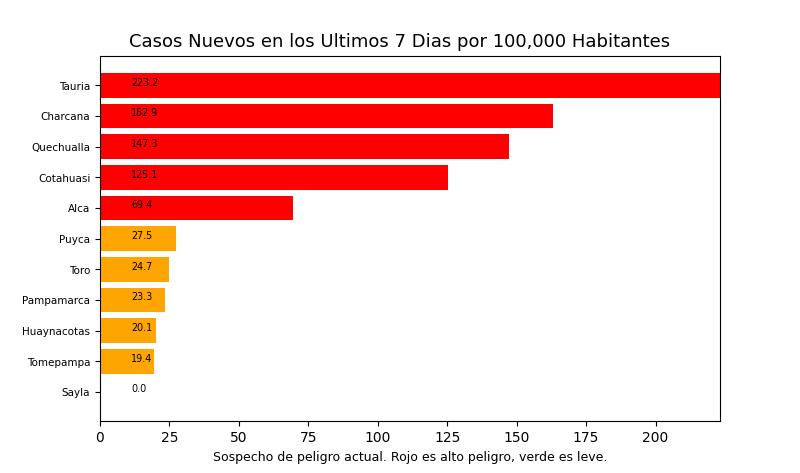 Casos Nuevos en los Ultimos 7 Dias por 100,000 Habitantes
Tauria 223.2
Charcana 162.9
Quechualla 147.3
Cotahuasi 125.1
Alca 69.4
Puyca 27.5
Toro 24.7
Pampamarca 23.3
Huaynacotas 20.1
Tomepampa 19.4
Sayla 0.0
0 25 50 75 100 125 150 175 200
Sospecho de peligro actual. Rojo es alto peligro, verde es leve.